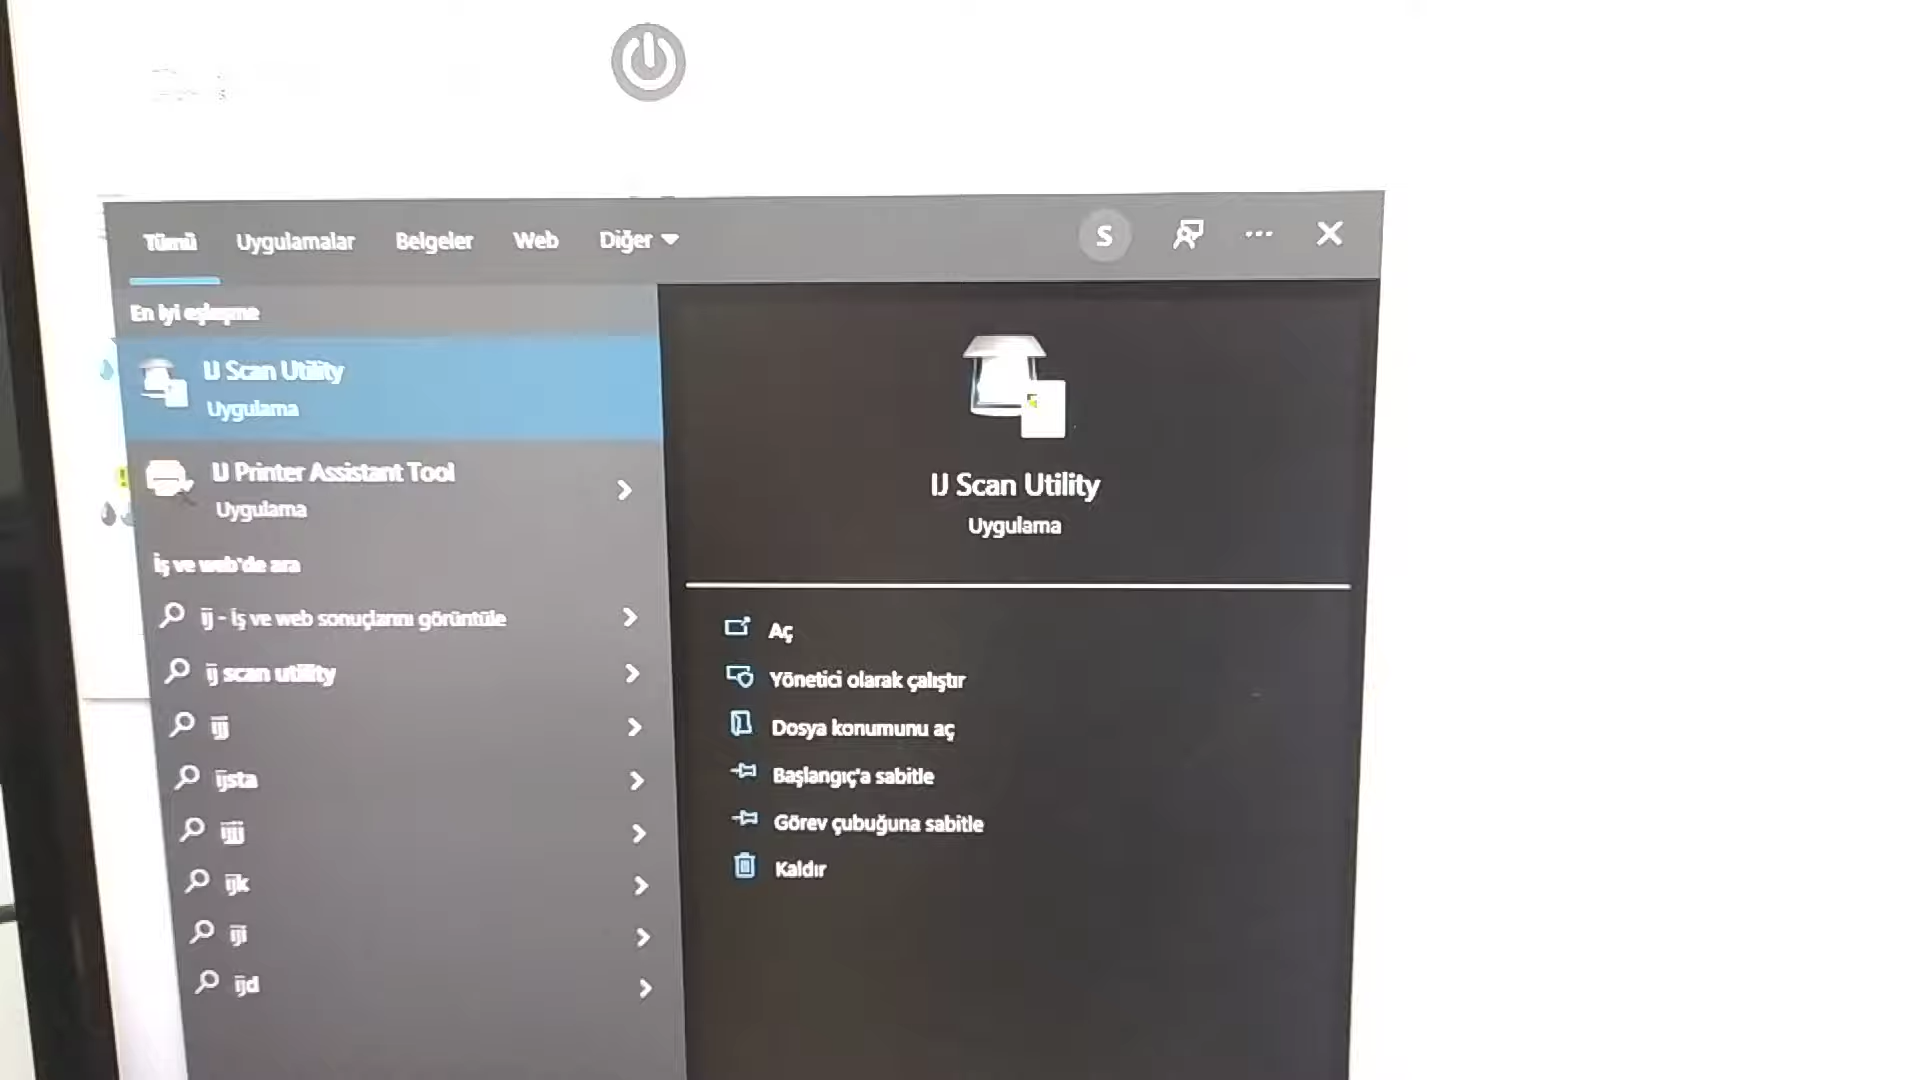 Tümü Uygulamalar Belgeler Web Diğer S
En iyi eşleşme
IJ Scan Utility
Uygulama
IJ Printer Assistant Tool
Uygulama
İş ve web'de ara
ij - İş ve web sonuçlarını görüntüle
ij scan utility
ijj
ijsta
ijjj
ijk
iji
ijd
IJ Scan Utility
Uygulama
Aç
Yönetici olarak çalıştır
Dosya konumunu aç
Başlangıç'a sabitle
Görev çubuğuna sabitle
Kaldır